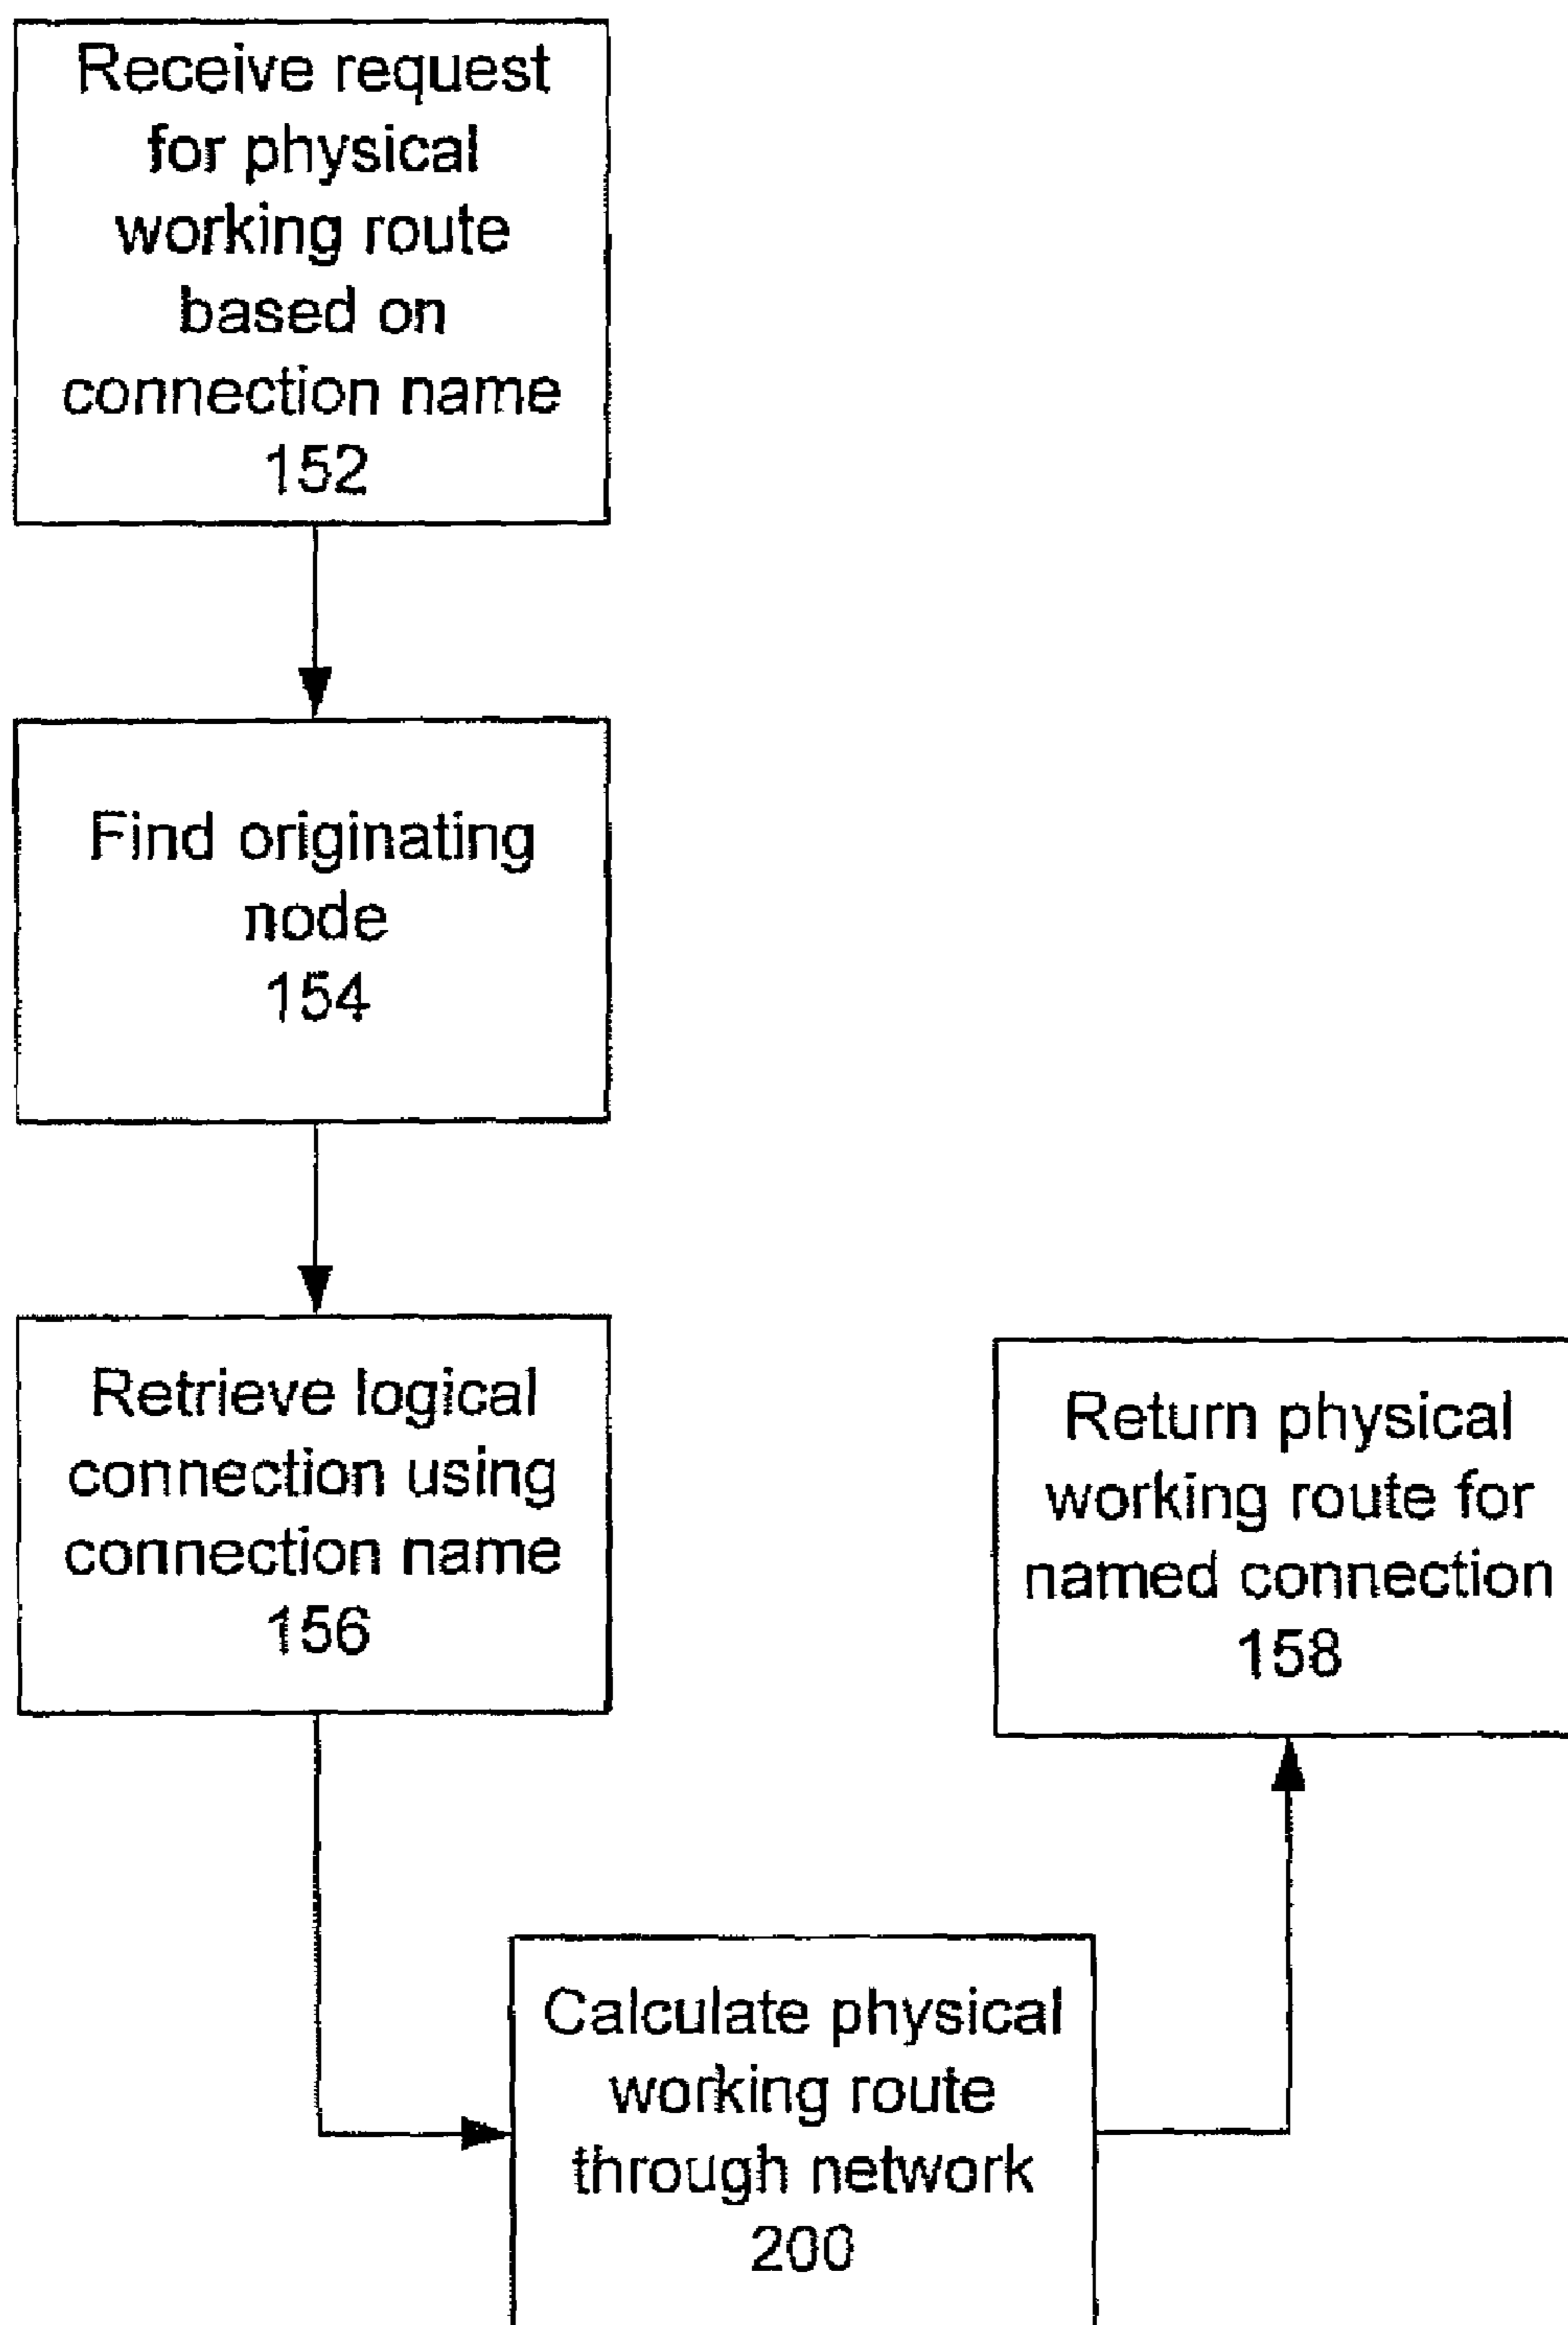 Receive request
for physical
working route
based on
connection name
152
Find originating
node
154
Retrieve logical
connection using
connection name
156
Return physical
working route for
named connection
158
Calculate physical
working route
through network
200